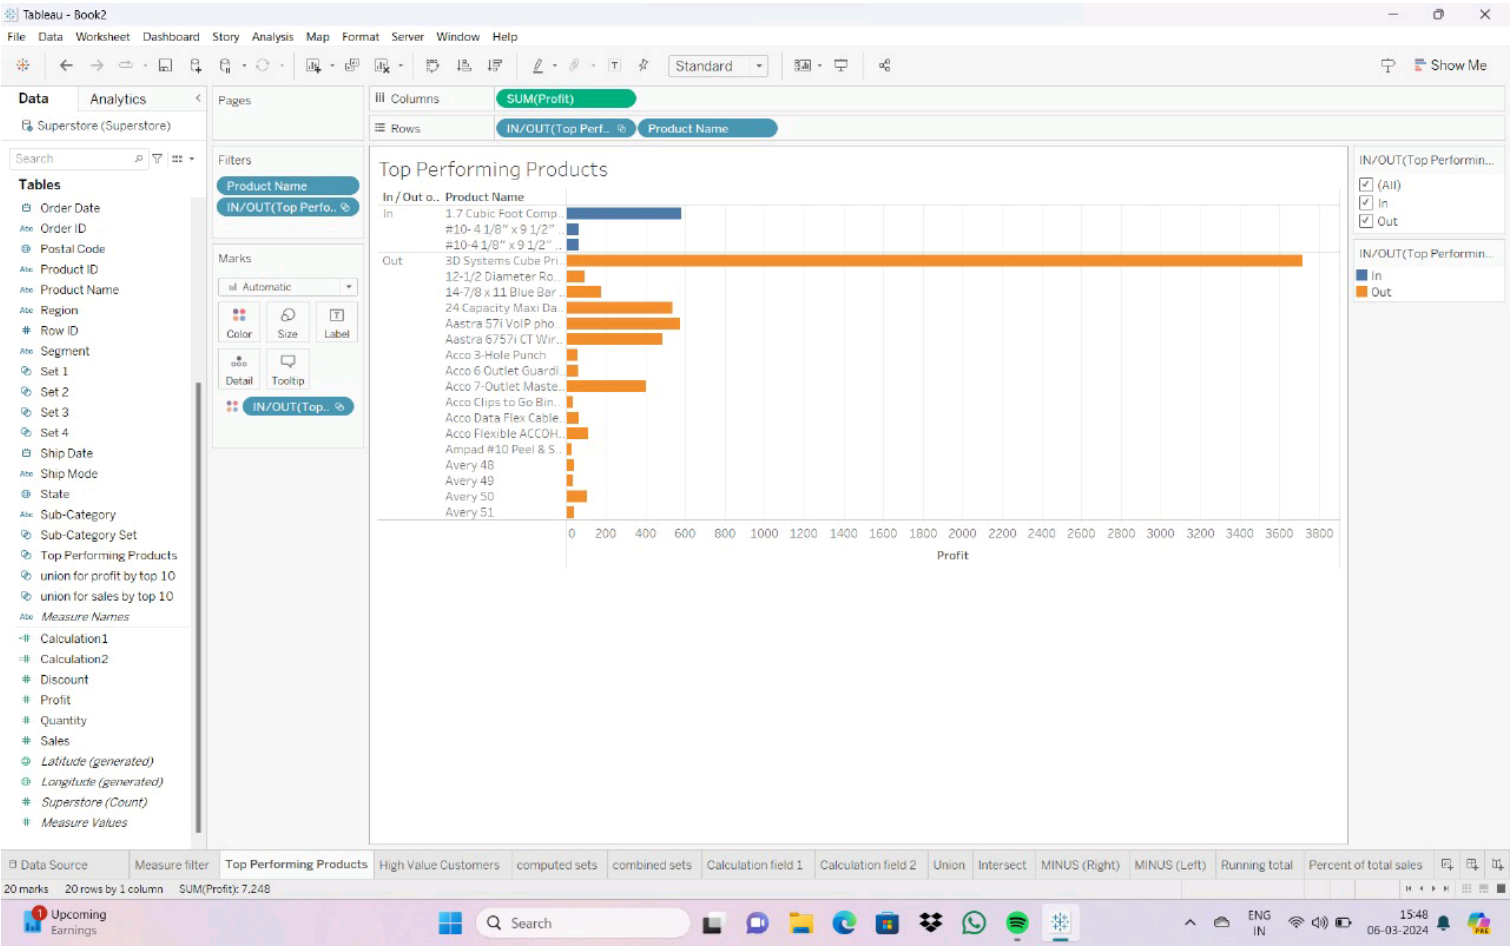 Tableau - Book2
File Data Worksheet Dashboard Story Analysis Map Format Server Window Help
Standard
Show Me
Data Analytics
Superstore (Superstore)
Search
Tables
Order Date
Abc Order ID
Postal Code
Abc Product ID
Abc Product Name
Abc Region
# Row ID
Abc Segment
Set 1
Set 2
Set 3
Set 4
Ship Date
Abc Ship Mode
State
Abc Sub-Category
Sub-Category Set
Top Performing Products
union for profit by top 10
union for sales by top 10
Abc Measure Names
=# Calculation1
=# Calculation2
# Discount
# Profit
# Quantity
# Sales
Latitude (generated)
Longitude (generated)
# Superstore (Count)
# Measure Values
Pages
Filters
Product Name
IN/OUT(Top Perfo..
Marks
Automatic
Color Size Label
Detail Tooltip
IN/OUT(Top..
Columns SUM(Profit)
Rows IN/OUT(Top Perf.. Product Name
Top Performing Products
In / Out o.. Product Name
In 1.7 Cubic Foot Comp..
#10- 4 1/8" x 9 1/2" ..
#10-4 1/8" x 9 1/2" ..
Out 3D Systems Cube Pri..
12-1/2 Diameter Ro..
14-7/8 x 11 Blue Bar ..
24 Capacity Maxi Da..
Aastra 57i VoIP pho..
Aastra 6757i CT Wir..
Acco 3-Hole Punch
Acco 6 Outlet Guardi..
Acco 7-Outlet Maste..
Acco Clips to Go Bin..
Acco Data Flex Cable..
Acco Flexible ACCOH..
Ampad #10 Peel & S..
Avery 48
Avery 49
Avery 50
Avery 51
0 200 400 600 800 1000 1200 1400 1600 1800 2000 2200 2400 2600 2800 3000 3200 3400 3600 3800
Profit
IN/OUT(Top Performin...
(All)
In
Out
IN/OUT(Top Performin...
In
Out
Data Source Measure filter Top Performing Products High Value Customers computed sets combined sets Calculation field 1 Calculation field 2 Union Intersect MINUS (Right) MINUS (Left) Running total Percent of total sales
20 marks 20 rows by 1 column SUM(Profit): 7,248
1 Upcoming
Earnings
Search
ENG
IN
15:48
06-03-2024
PRE